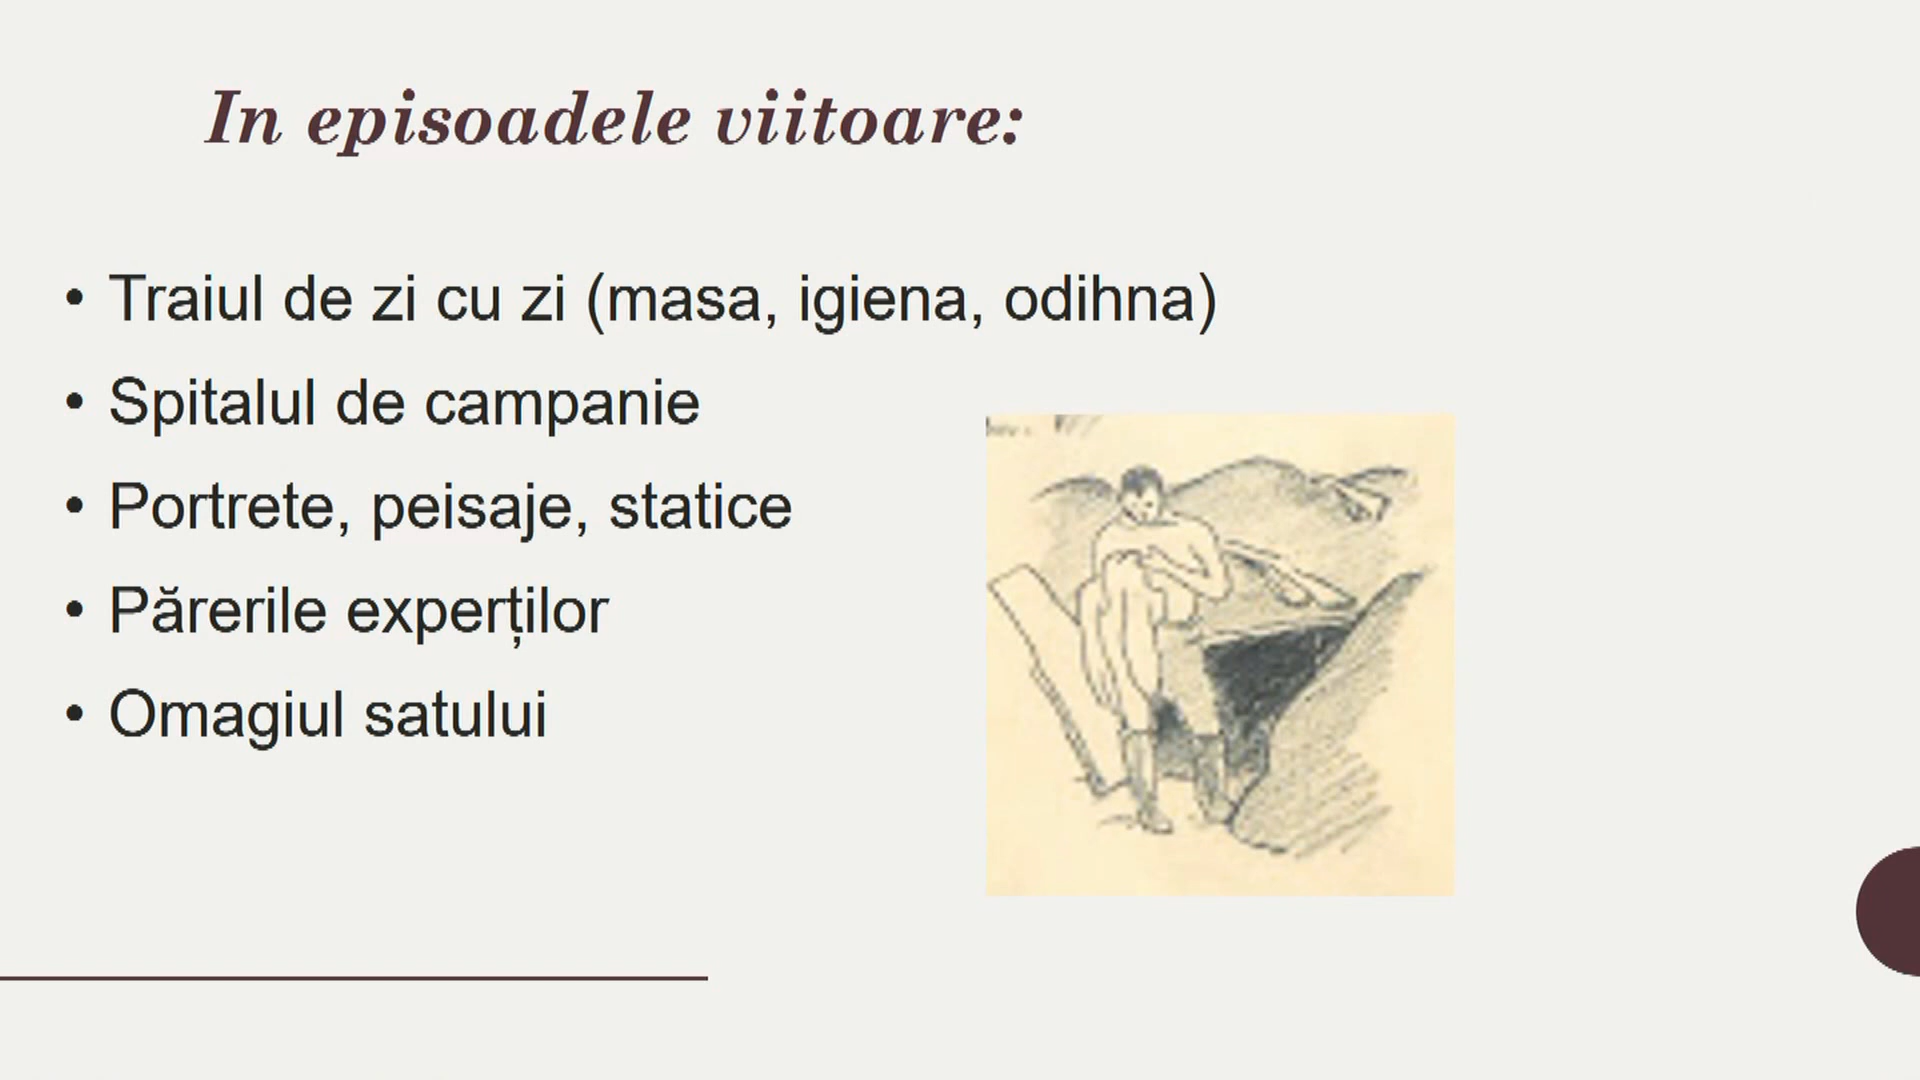 In episoadele viitoare:
• Traiul de zi cu zi (masa, igiena, odihna)
• Spitalul de campanie
• Portrete, peisaje, statice
• Părerile experților
• Omagiul satului